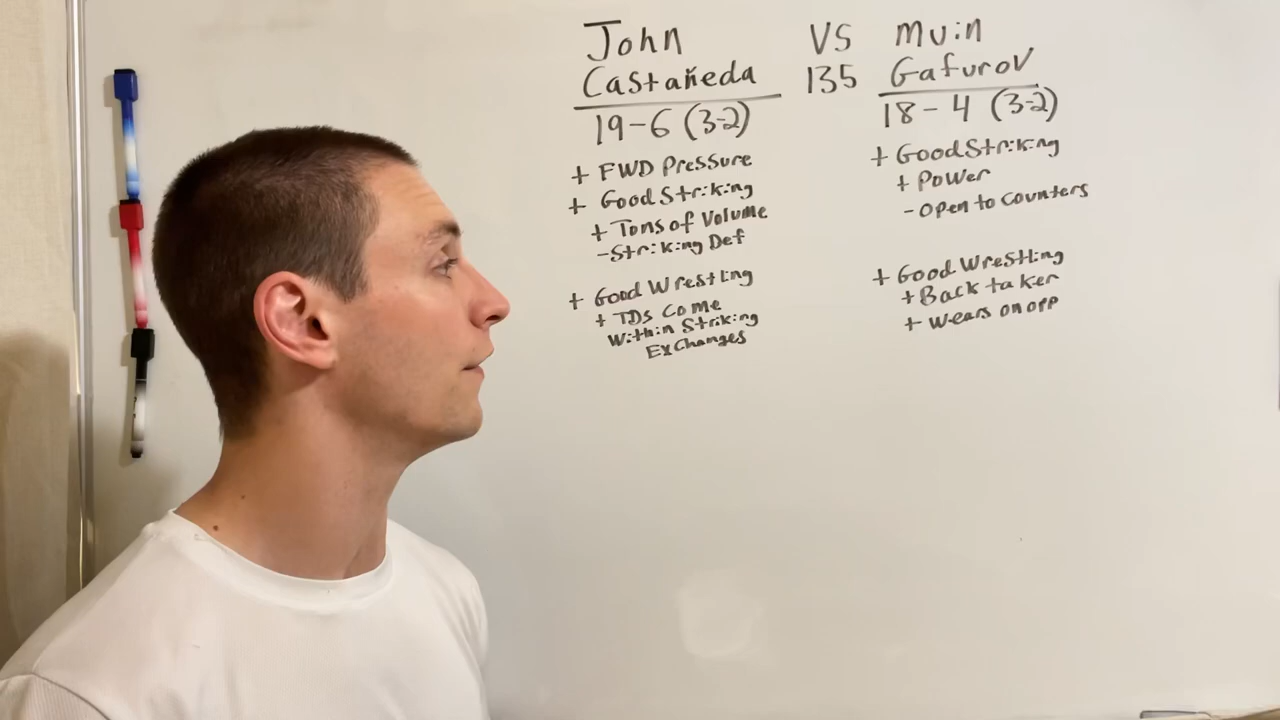 John VS Muin
Castañeda 135 Gafurov
19-6 (3-2)
+ FWD Pressure
+ Good Striking
+ Tons of Volume
- Striking Def
+ Good Wrestling
+ TDs Come
Within Striking
Exchanges
18-4 (3-2)
+ Good Striking
+ Power
- Open to Counters
+ Good Wrestling
+ Back taker
+ Wears on opp